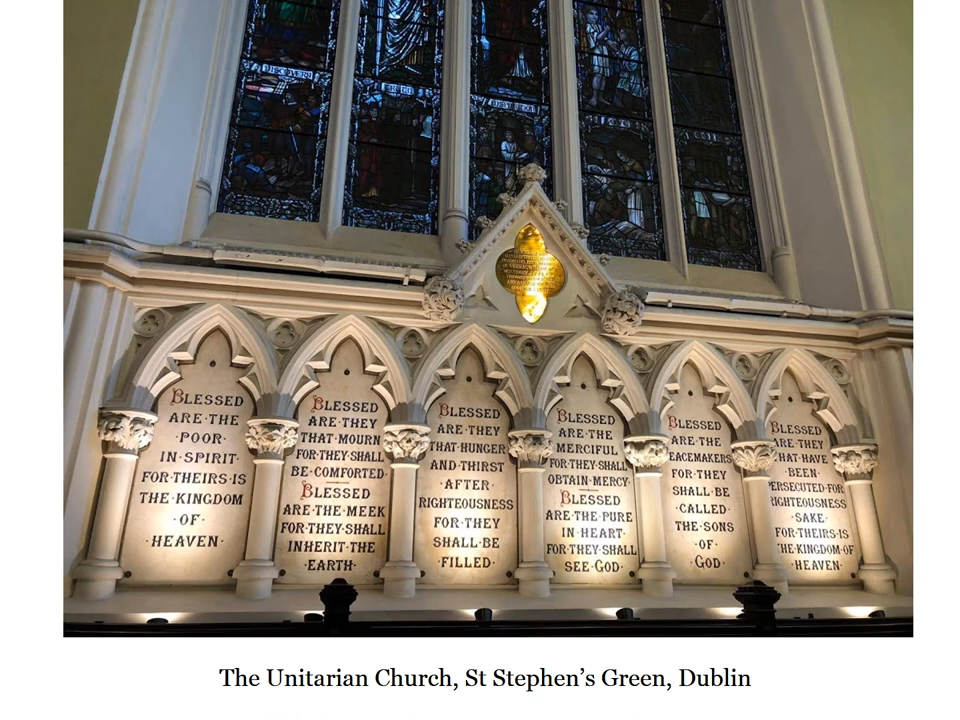 DISCOVERY
BLESSED
ARE·THE
·POOR·
IN·SPIRIT·
FOR·THEIRS·IS
THE·KINGDOM
·OF·
·HEAVEN·
BLESSED
ARE·THEY
THAT·MOURN
FOR·THEY·SHALL
BE·COMFORTED·
BLESSED
ARE·THE·MEEK
FOR·THEY·SHALL
INHERIT·THE
·EARTH·
BLESSED
ARE·THEY
THAT·HUNGER
AND·THIRST
·AFTER·
RIGHTEOUSNESS
FOR·THEY
SHALL·BE
·FILLED·
BLESSED
ARE·THE
MERCIFUL
FOR·THEY·SHALL
OBTAIN·MERCY·
BLESSED
ARE·THE·PURE
IN·HEART·
FOR·THEY·SHALL
SEE·GOD·
BLESSED
ARE·THE
PEACEMAKERS
FOR·THEY
SHALL·BE
·CALLED·
THE·SONS
·OF·
GOD·
BLESSED
ARE·THEY
THAT·HAVE
·BEEN·
PERSECUTED·FOR
RIGHTEOUSNESS
·SAKE·
FOR·THEIRS·IS
THE·KINGDOM·OF
·HEAVEN·
The Unitarian Church, St Stephen’s Green, Dublin